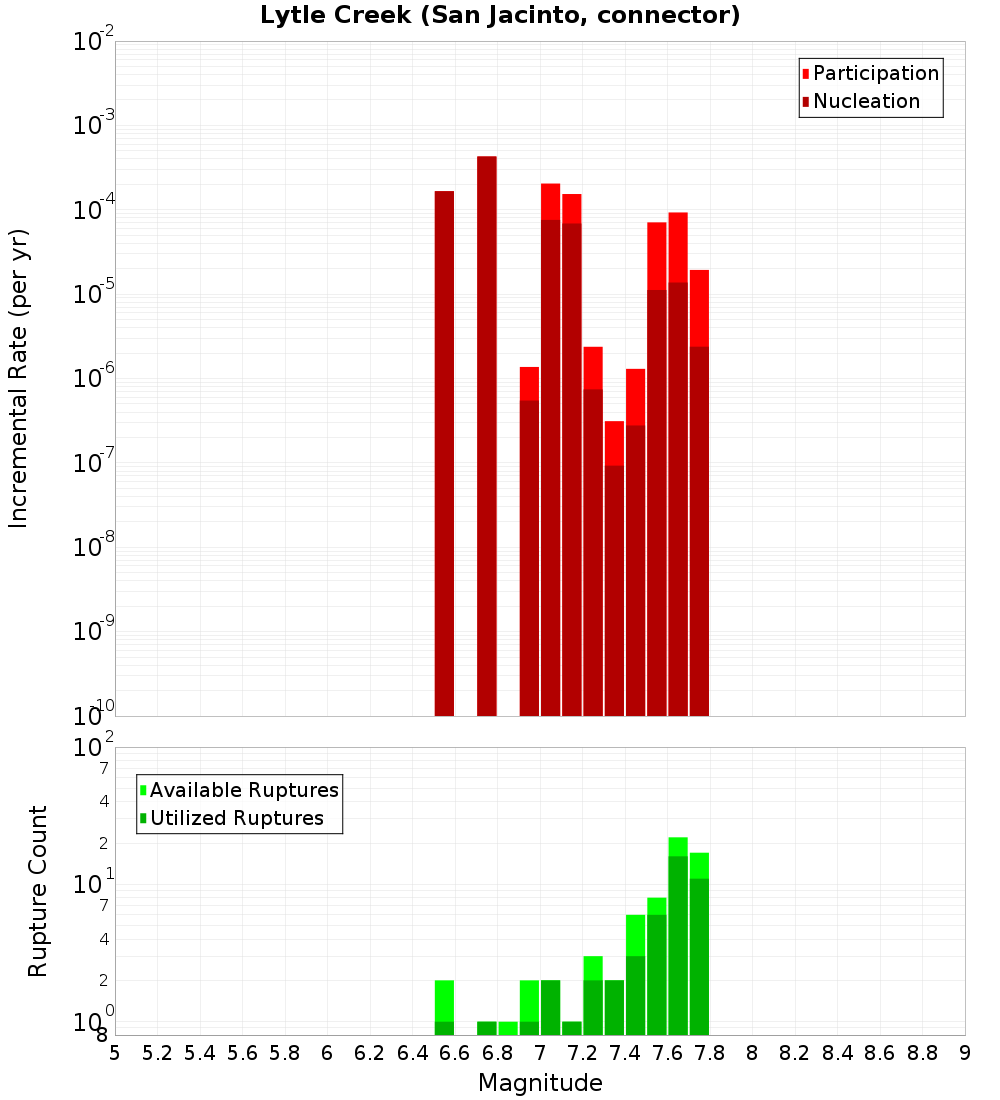 Lytle Creek (San Jacinto, connector)
10-2
Participation
Nucleation
10-3
10-4
10-5
10-6
10-7
10-8
10-9
10-10
Incremental Rate (per yr)
102
7
Available Ruptures
4
Utilized Ruptures
2
101
7
4
2
100
8
Rupture Count
5 5.2 5.4 5.6 5.8 6 6.2 6.4 6.6 6.8 7 7.2 7.4 7.6 7.8 8 8.2 8.4 8.6 8.8 9
Magnitude